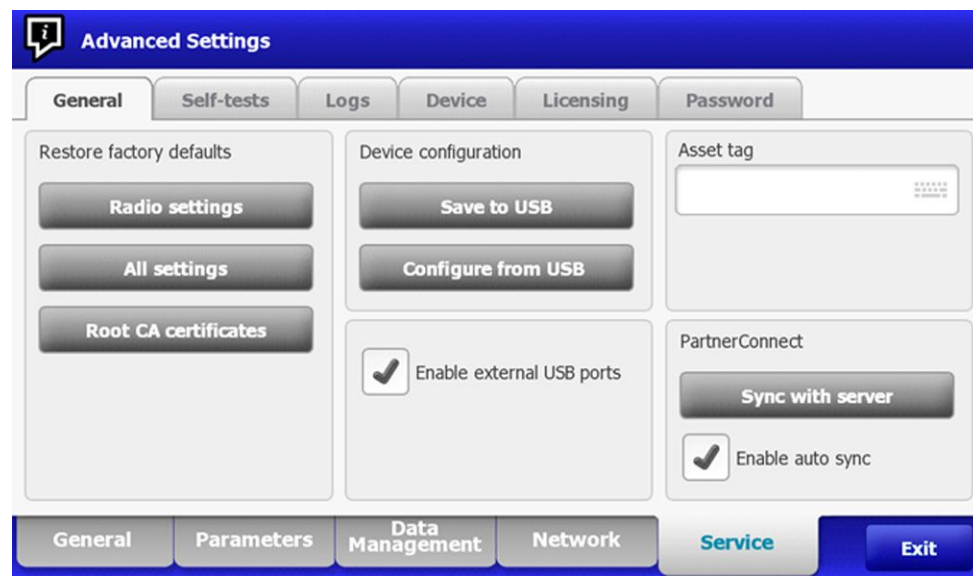 Advanced Settings
General
Self-tests
Logs
Device
Licensing
Password
Restore factory defaults
Radio settings
All settings
Root CA certificates
Device configuration
Save to USB
Configure from USB
Enable external USB ports
Asset tag
PartnerConnect
Sync with server
Enable auto sync
General
Parameters
Data
Management
Network
Service
Exit